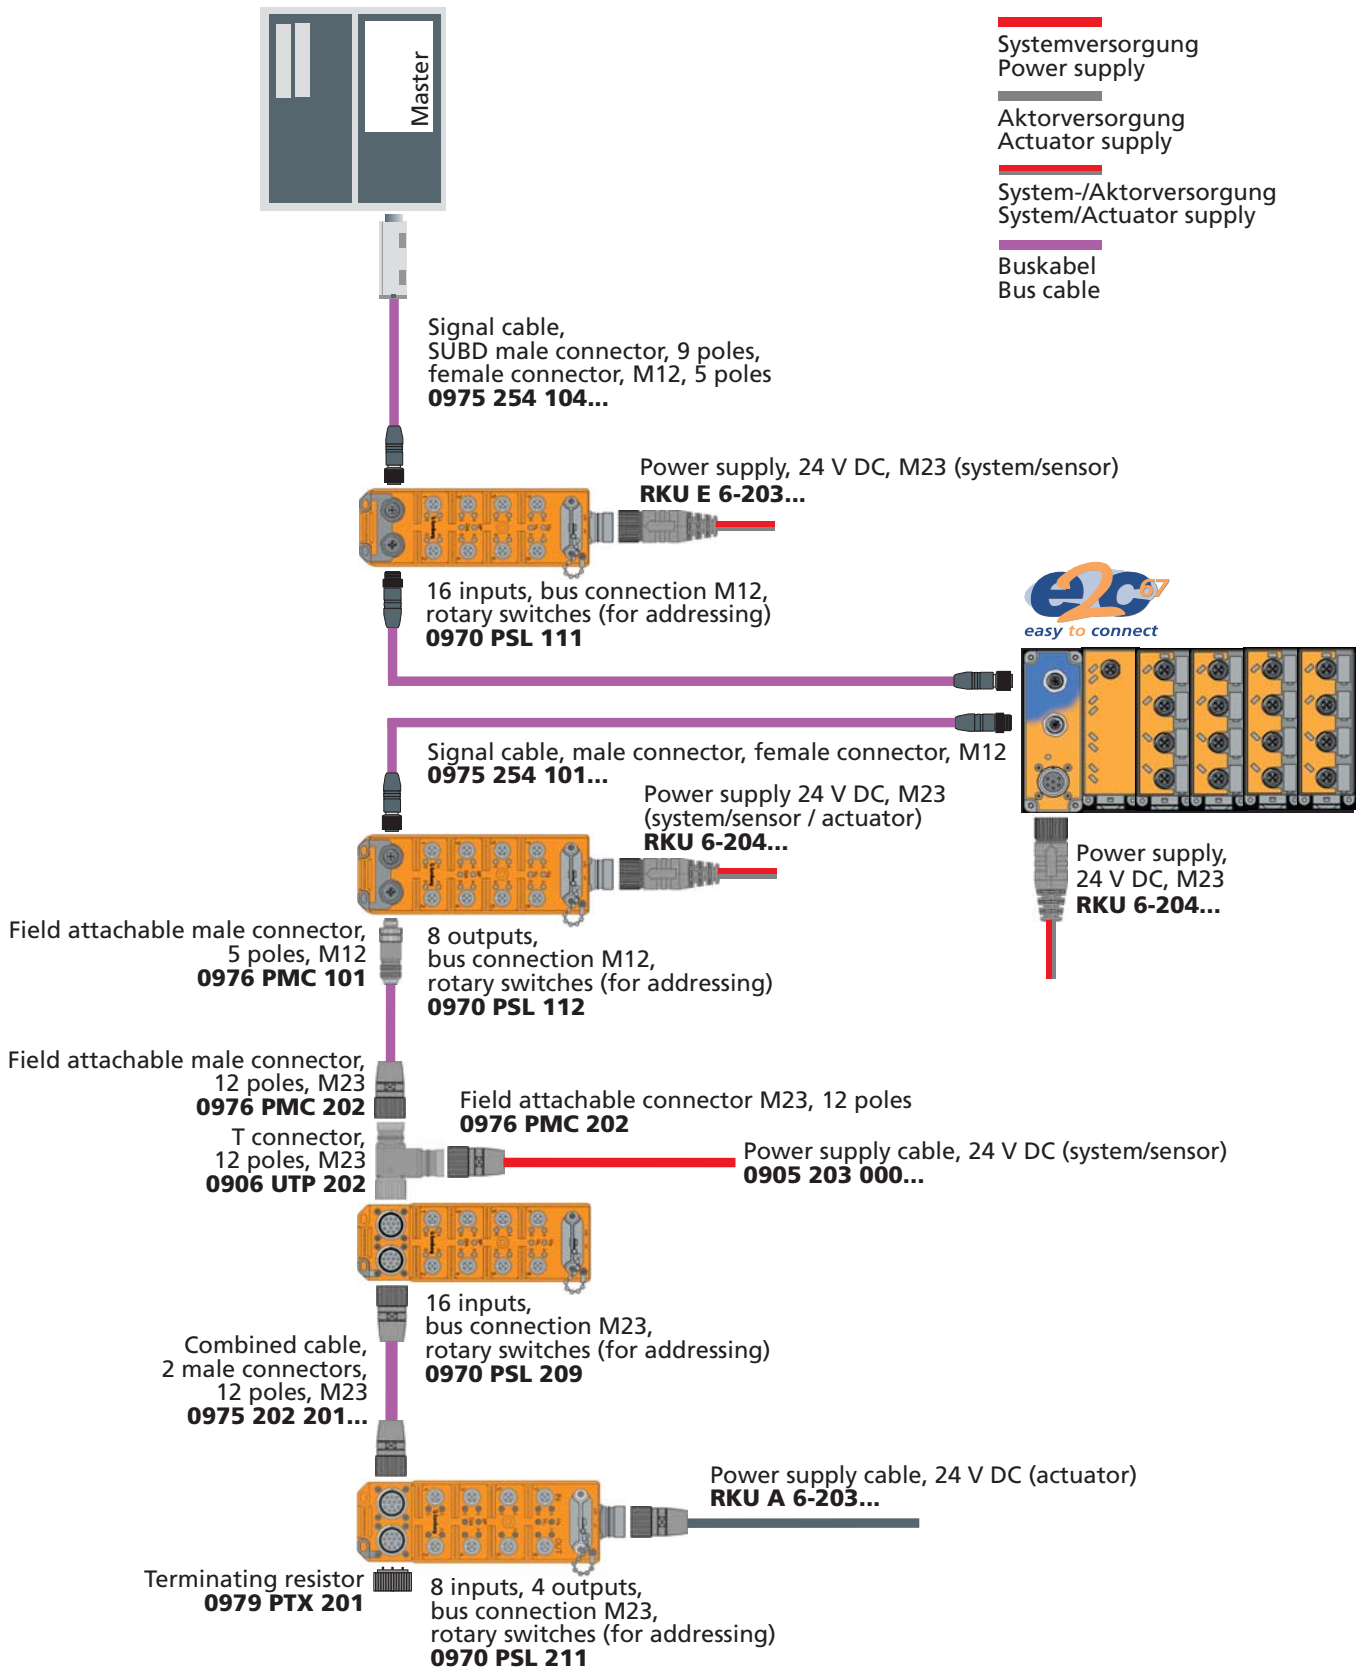 Master
Systemversorgung
Power supply
Aktorversorgung
Actuator supply
System-/Aktorversorgung
System/Actuator supply
Buskabel
Bus cable
Signal cable,
SUBD male connector, 9 poles,
female connector, M12, 5 poles
0975 254 104...
Power supply, 24 V DC, M23 (system/sensor)
RKU E 6-203...
16 inputs, bus connection M12,
rotary switches (for addressing)
0970 PSL 111
e2c67
easy to connect
Signal cable, male connector, female connector, M12
0975 254 101...
Power supply 24 V DC, M23
(system/sensor / actuator)
RKU 6-204...
Power supply,
24 V DC, M23
RKU 6-204...
Field attachable male connector,
5 poles, M12
0976 PMC 101
8 outputs,
bus connection M12,
rotary switches (for addressing)
0970 PSL 112
Field attachable male connector,
12 poles, M23
0976 PMC 202
Field attachable connector M23, 12 poles
0976 PMC 202
T connector,
12 poles, M23
0906 UTP 202
Power supply cable, 24 V DC (system/sensor)
0905 203 000...
16 inputs,
bus connection M23,
rotary switches (for addressing)
0970 PSL 209
Combined cable,
2 male connectors,
12 poles, M23
0975 202 201...
Power supply cable, 24 V DC (actuator)
RKU A 6-203...
Terminating resistor
0979 PTX 201
8 inputs, 4 outputs,
bus connection M23,
rotary switches (for addressing)
0970 PSL 211